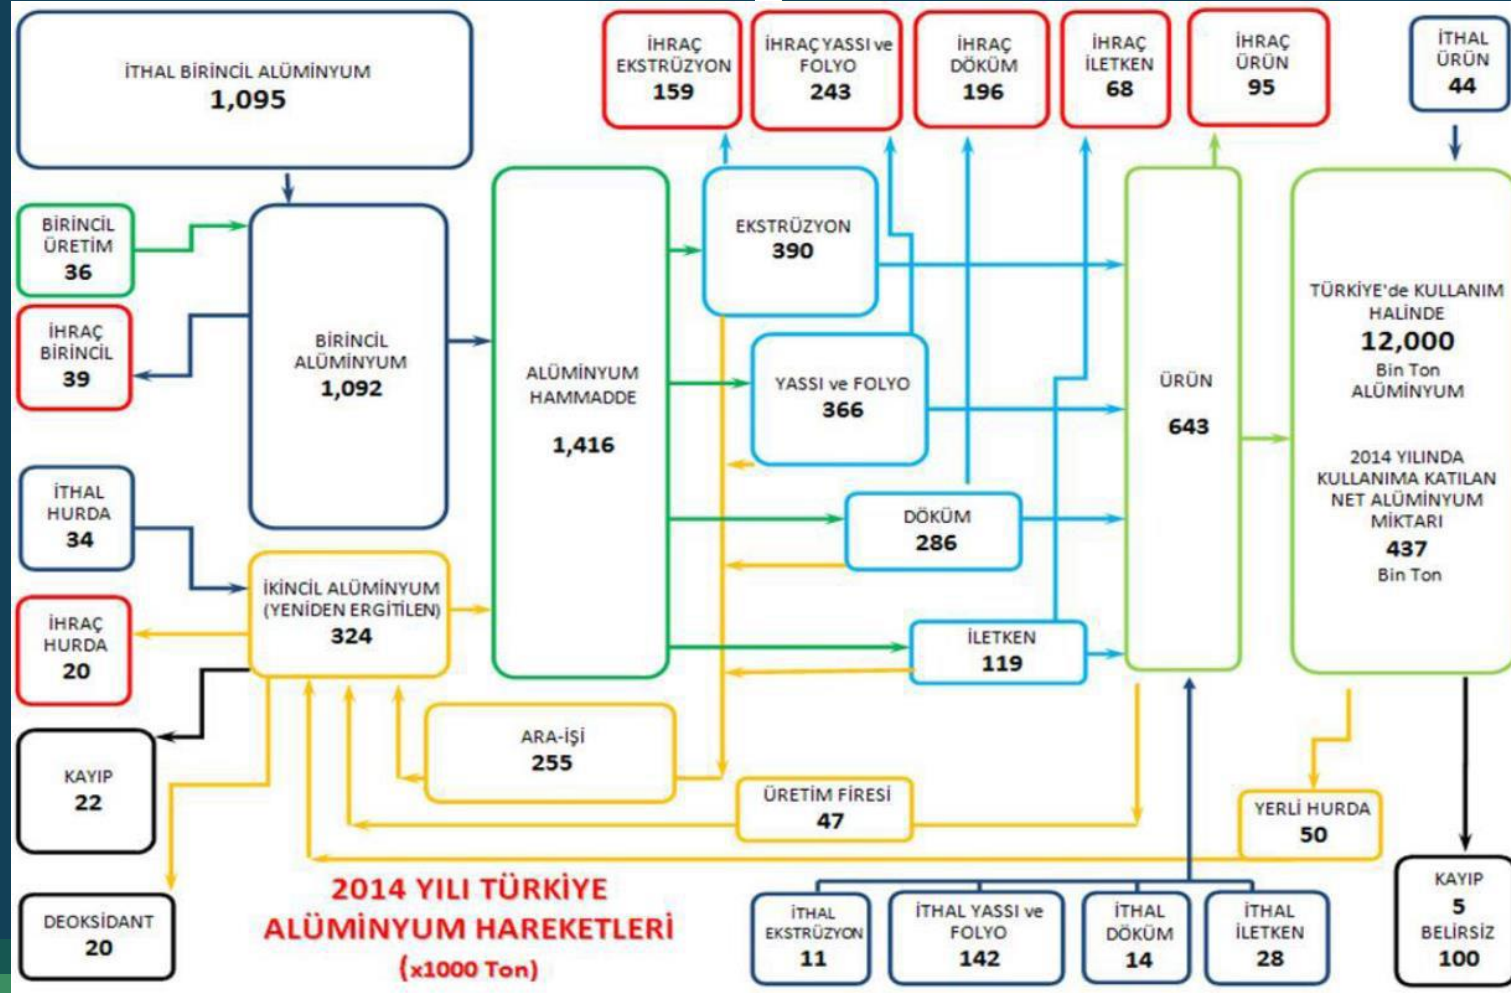 İTHAL BİRİNCİL ALÜMİNYUM
1,095
İHRAÇ
EKSTRÜZYON
159
İHRAÇ YASSI ve
FOLYO
243
İHRAÇ
DÖKÜM
196
İHRAÇ
İLETKEN
68
İHRAÇ
ÜRÜN
95
İTHAL
ÜRÜN
44
BİRİNCİL
ÜRETİM
36
İHRAÇ
BİRİNCİL
39
BİRİNCİL
ALÜMİNYUM
1,092
ALÜMİNYUM
HAMMADDE
1,416
EKSTRÜZYON
390
YASSI ve FOLYO
366
DÖKÜM
286
İLETKEN
119
ÜRÜN
643
TÜRKİYE'de KULLANIM
HALİNDE
12,000
Bin Ton
ALÜMİNYUM
2014 YILINDA
KULLANIMA KATILAN
NET ALÜMİNYUM
MİKTARI
437
Bin Ton
İTHAL
HURDA
34
İHRAÇ
HURDA
20
İKİNCİL ALÜMİNYUM
(YENİDEN ERGİTİLEN)
324
KAYIP
22
DEOKSİDANT
20
ARA-İŞİ
255
ÜRETİM FİRESİ
47
YERLİ HURDA
50
2014 YILI TÜRKİYE
ALÜMİNYUM HAREKETLERİ
(x1000 Ton)
İTHAL
EKSTRÜZYON
11
İTHAL YASSI ve
FOLYO
142
İTHAL
DÖKÜM
14
İTHAL
İLETKEN
28
KAYIP
5
BELİRSİZ
100